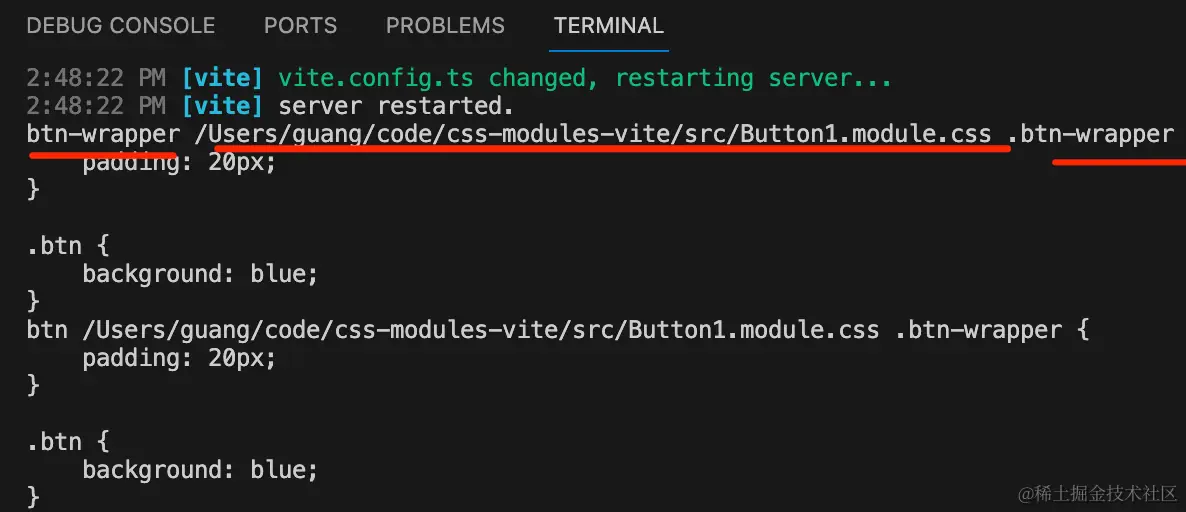 DEBUG CONSOLE PORTS PROBLEMS TERMINAL
2:48:22 PM [vite] vite.config.ts changed, restarting server...
2:48:22 PM [vite] server restarted.
btn-wrapper /Users/guang/code/css-modules-vite/src/Button1.module.css .btn-wrapper
padding: 20px;
}
.btn {
background: blue;
}
btn /Users/guang/code/css-modules-vite/src/Button1.module.css .btn-wrapper {
padding: 20px;
}
.btn {
background: blue;
}
@稀土掘金技术社区